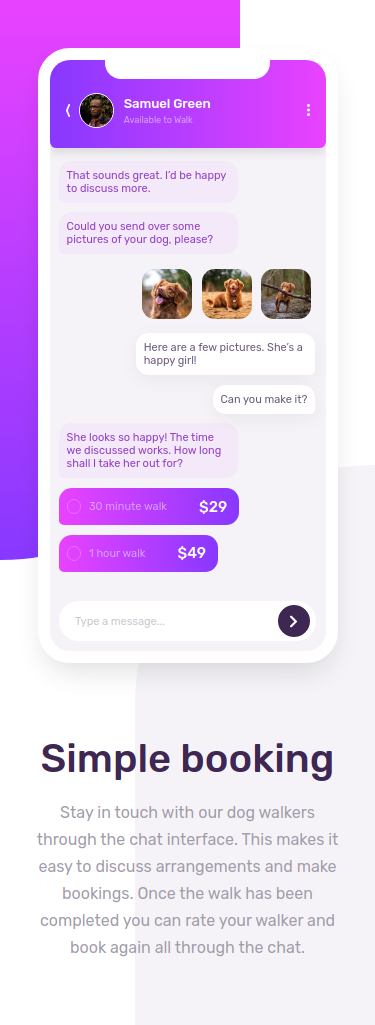 Samuel Green
Available to Walk
That sounds great. I'd be happy
to discuss more.
Could you send over some
pictures of your dog, please?
Here are a few pictures. She's a
happy girl!
Can you make it?
She looks so happy! The time
we discussed works. How long
shall I take her out for?
30 minute walk $29
1 hour walk $49
Type a message...
Simple booking
Stay in touch with our dog walkers
through the chat interface. This makes it
easy to discuss arrangements and make
bookings. Once the walk has been
completed you can rate your walker and
book again all through the chat.